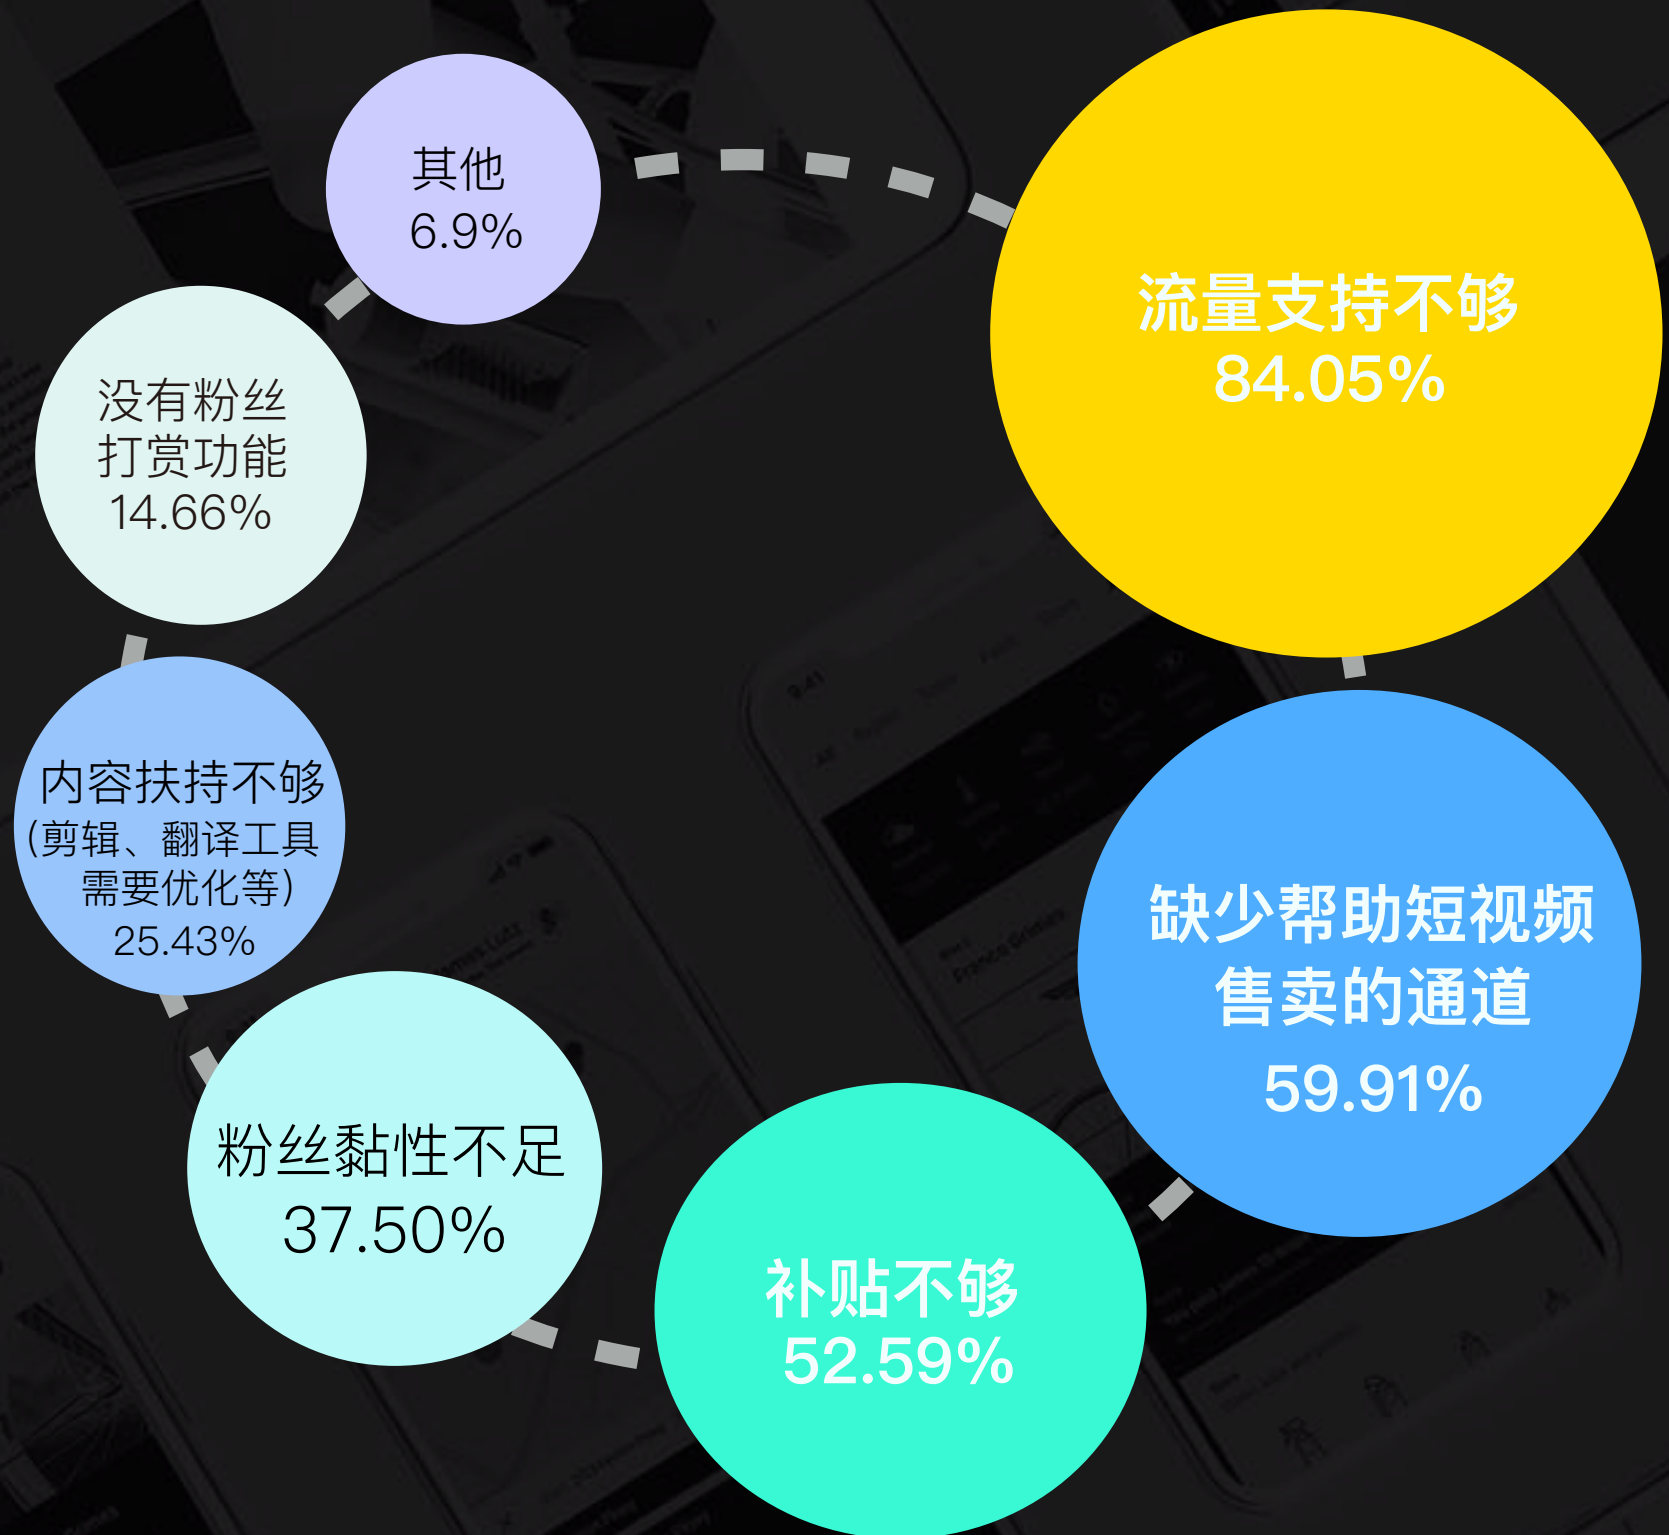 流量支持不够
84.05%
缺少帮助短视频
售卖的通道
59.91%
补贴不够
52.59%
粉丝黏性不足
37.50%
内容扶持不够
(剪辑、翻译工具
需要优化等)
25.43%
没有粉丝
打赏功能
14.66%
其他
6.9%
9:41